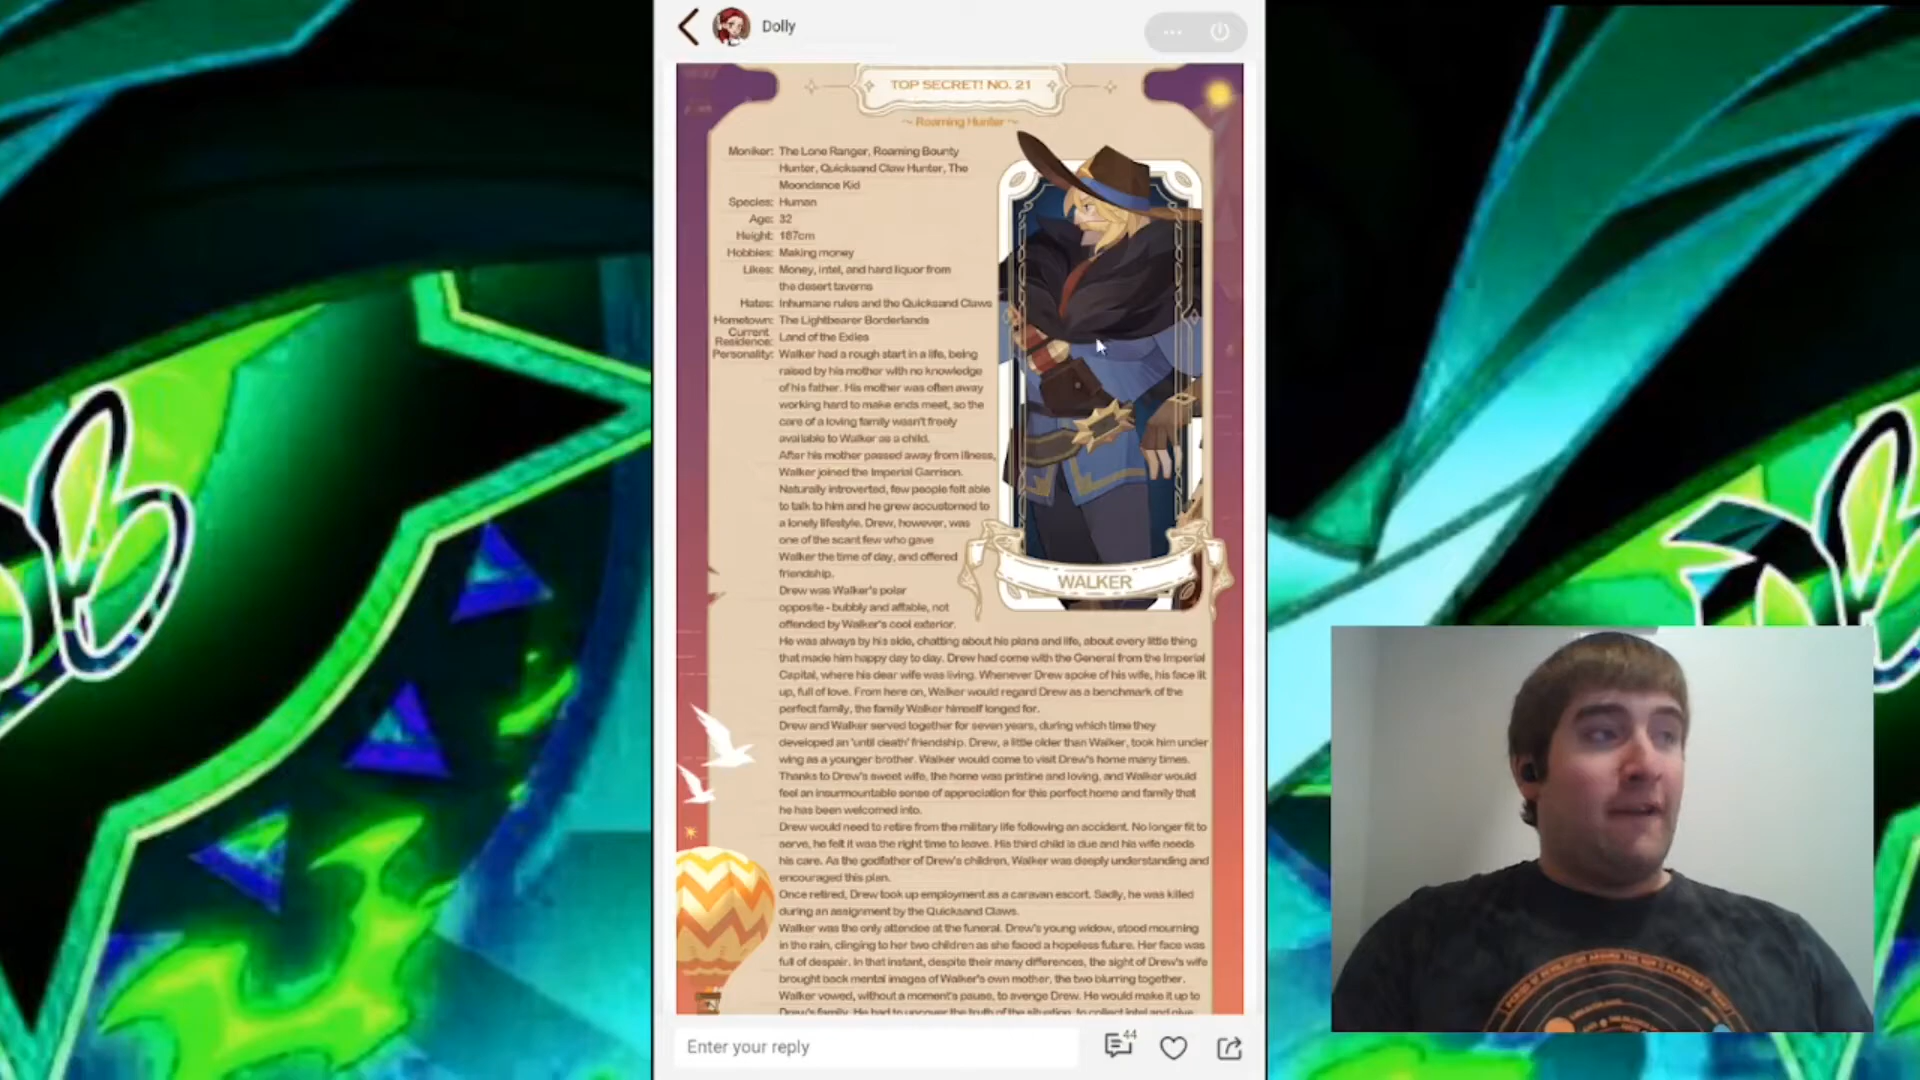 Dolly
TOP SECRET! NO. 21
~ Roaming Hunter ~
Moniker: The Lone Ranger, Roaming Bounty
Hunter, Quicksand Claw Hunter, The
Moondance Kid
Species: Human
Age: 32
Height: 187cm
Hobbies: Making money
Likes: Money, intel, and hard liquor from
the desert taverns
Hates: Inhumane rules and the Quicksand Claws
Hometown: The Lightbearer Borderlands
Current
Residence: Land of the Exiles
Personality: Walker had a rough start in a life, being
raised by his mother with no knowledge
of his father. His mother was often away
working hard to make ends meet, so the
care of a loving family wasn't freely
available to Walker as a child.
After his mother passed away from illness,
Walker joined the Imperial Garrison.
Naturally introverted, few people felt able
to talk to him and he grew accustomed to
a lonely lifestyle. Drew, however, was
one of the scant few who gave
Walker the time of day, and offered
friendship.
Drew was Walker's polar
opposite - bubbly and affable, not
offended by Walker's cool exterior.
WALKER
He was always by his side, chatting about his plans and life, about every little thing
that made him happy day to day. Drew had come with the General from the Imperial
Capital, where his dear wife was living. Whenever Drew spoke of his wife, his face lit
up, full of love. From here on, Walker would regard Drew as a benchmark of the
perfect family, the family Walker himself longed for.
Drew and Walker served together for seven years, during which time they
developed an 'until death' friendship. Drew, a little older than Walker, took him under
wing as a younger brother. Walker would come to visit Drew's home many times.
Thanks to Drew's sweet wife, the home was pristine and loving, and Walker would
feel an insurmountable sense of appreciation for this perfect home and family that
he has been welcomed into.
Drew would need to retire from the military life following an accident. No longer fit to
serve, he felt it was the right time to leave. His third child is due and his wife needs
his care. As the godfather of Drew's children, Walker was deeply understanding and
encouraged this plan.
Once retired, Drew took up employment as a caravan escort. Sadly, he was killed
during an assignment by the Quicksand Claws.
Walker was the only attendee at the funeral. Drew's young widow, stood mourning
in the rain, clinging to her two children as she faced a hopeless future. Her face was
full of despair. In that instant, despite their many differences, the sight of Drew's wife
brought back mental images of Walker's own mother, the two blurring together.
Walker vowed, without a moment's pause, to avenge Drew. He would make it up to
Drew's family. He had to uncover the truth of the situation, to collect intel and give
Enter your reply
44